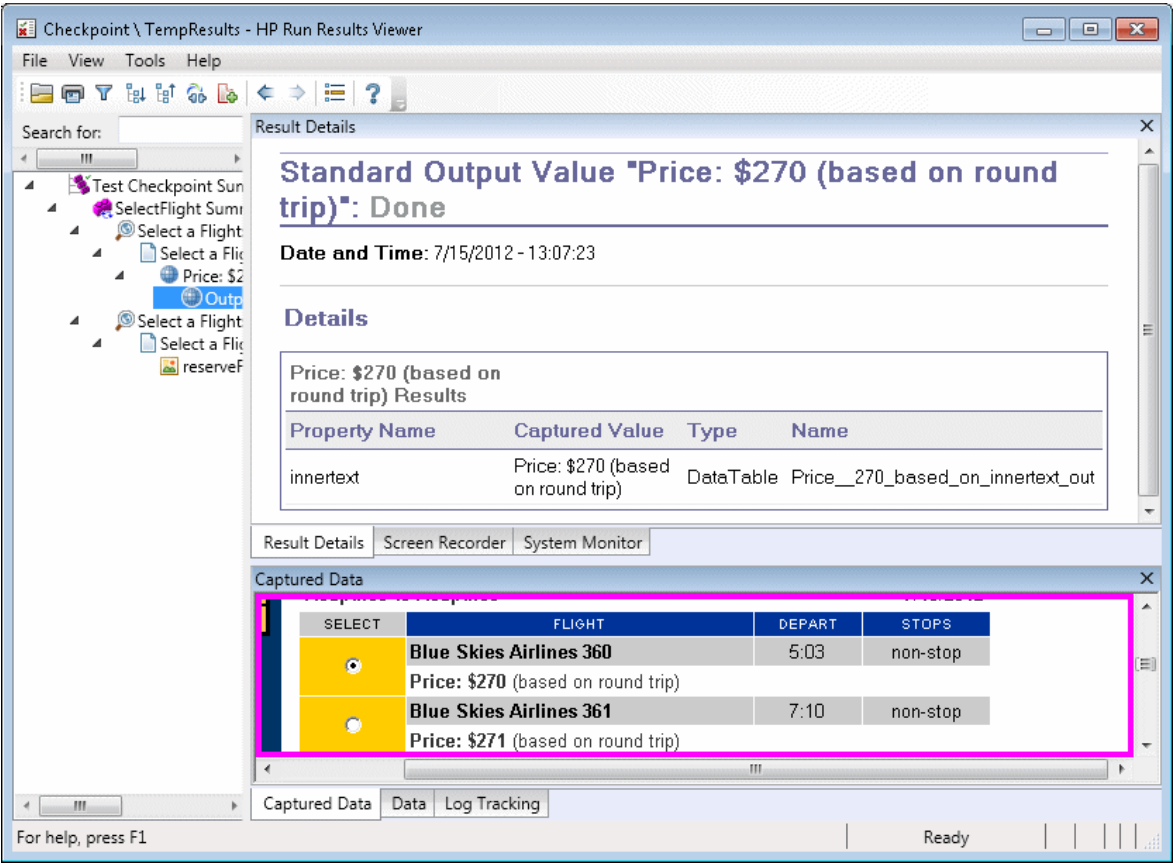 Checkpoint \ TempResults - HP Run Results Viewer
File View Tools Help
Search for:
Test Checkpoint Sum
SelectFlight Summ
Select a Flight
Select a Flig
Price: $2
Outp
Select a Flight
Select a Flig
reserveF
Result Details
Standard Output Value "Price: $270 (based on round
trip)": Done
Date and Time: 7/15/2012 - 13:07:23
Details
Price: $270 (based on
round trip) Results
Property Name Captured Value Type Name
innertext Price: $270 (based
on round trip) DataTable Price__270_based_on_innertext_out
Result Details Screen Recorder System Monitor
Captured Data
SELECT FLIGHT DEPART STOPS
Blue Skies Airlines 360 5:03 non-stop
Price: $270 (based on round trip)
Blue Skies Airlines 361 7:10 non-stop
Price: $271 (based on round trip)
Captured Data Data Log Tracking
For help, press F1 Ready